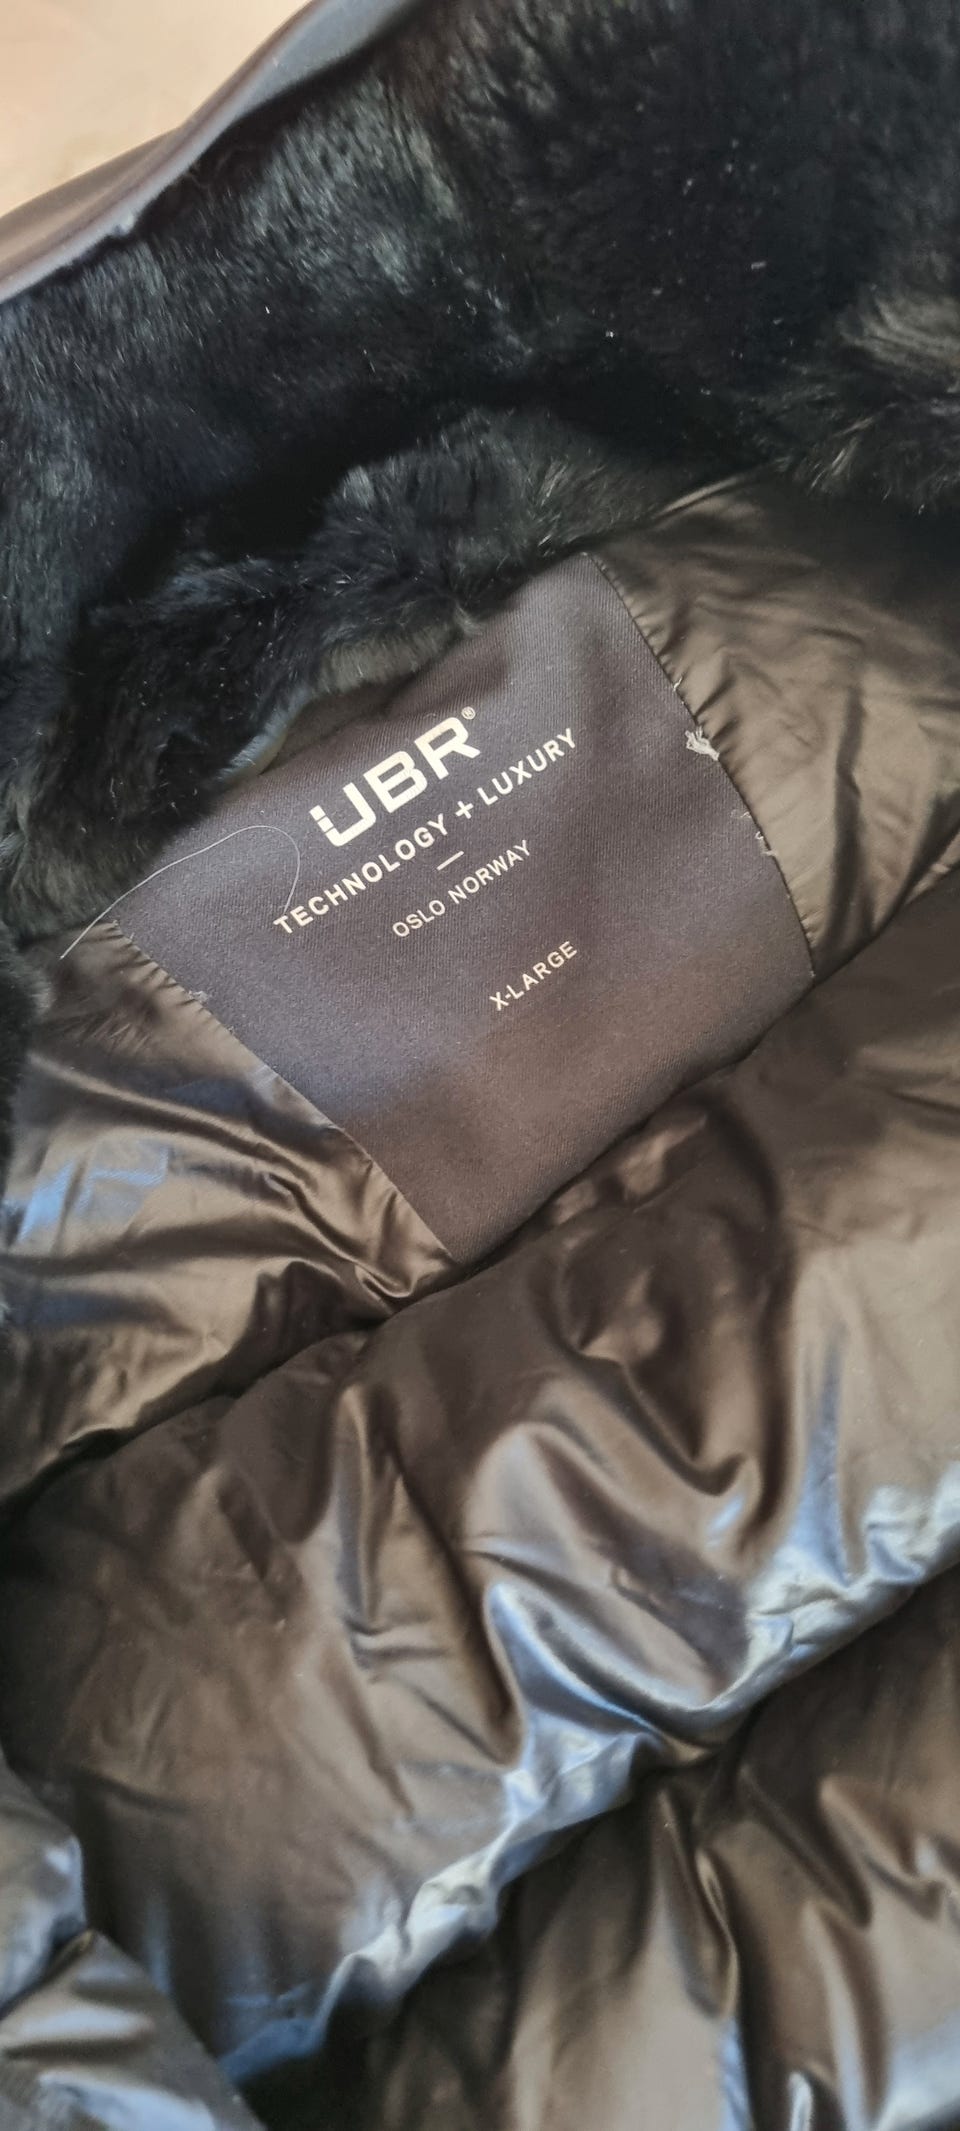 UBR®
TECHNOLOGY + LUXURY
—
OSLO NORWAY
X-LARGE